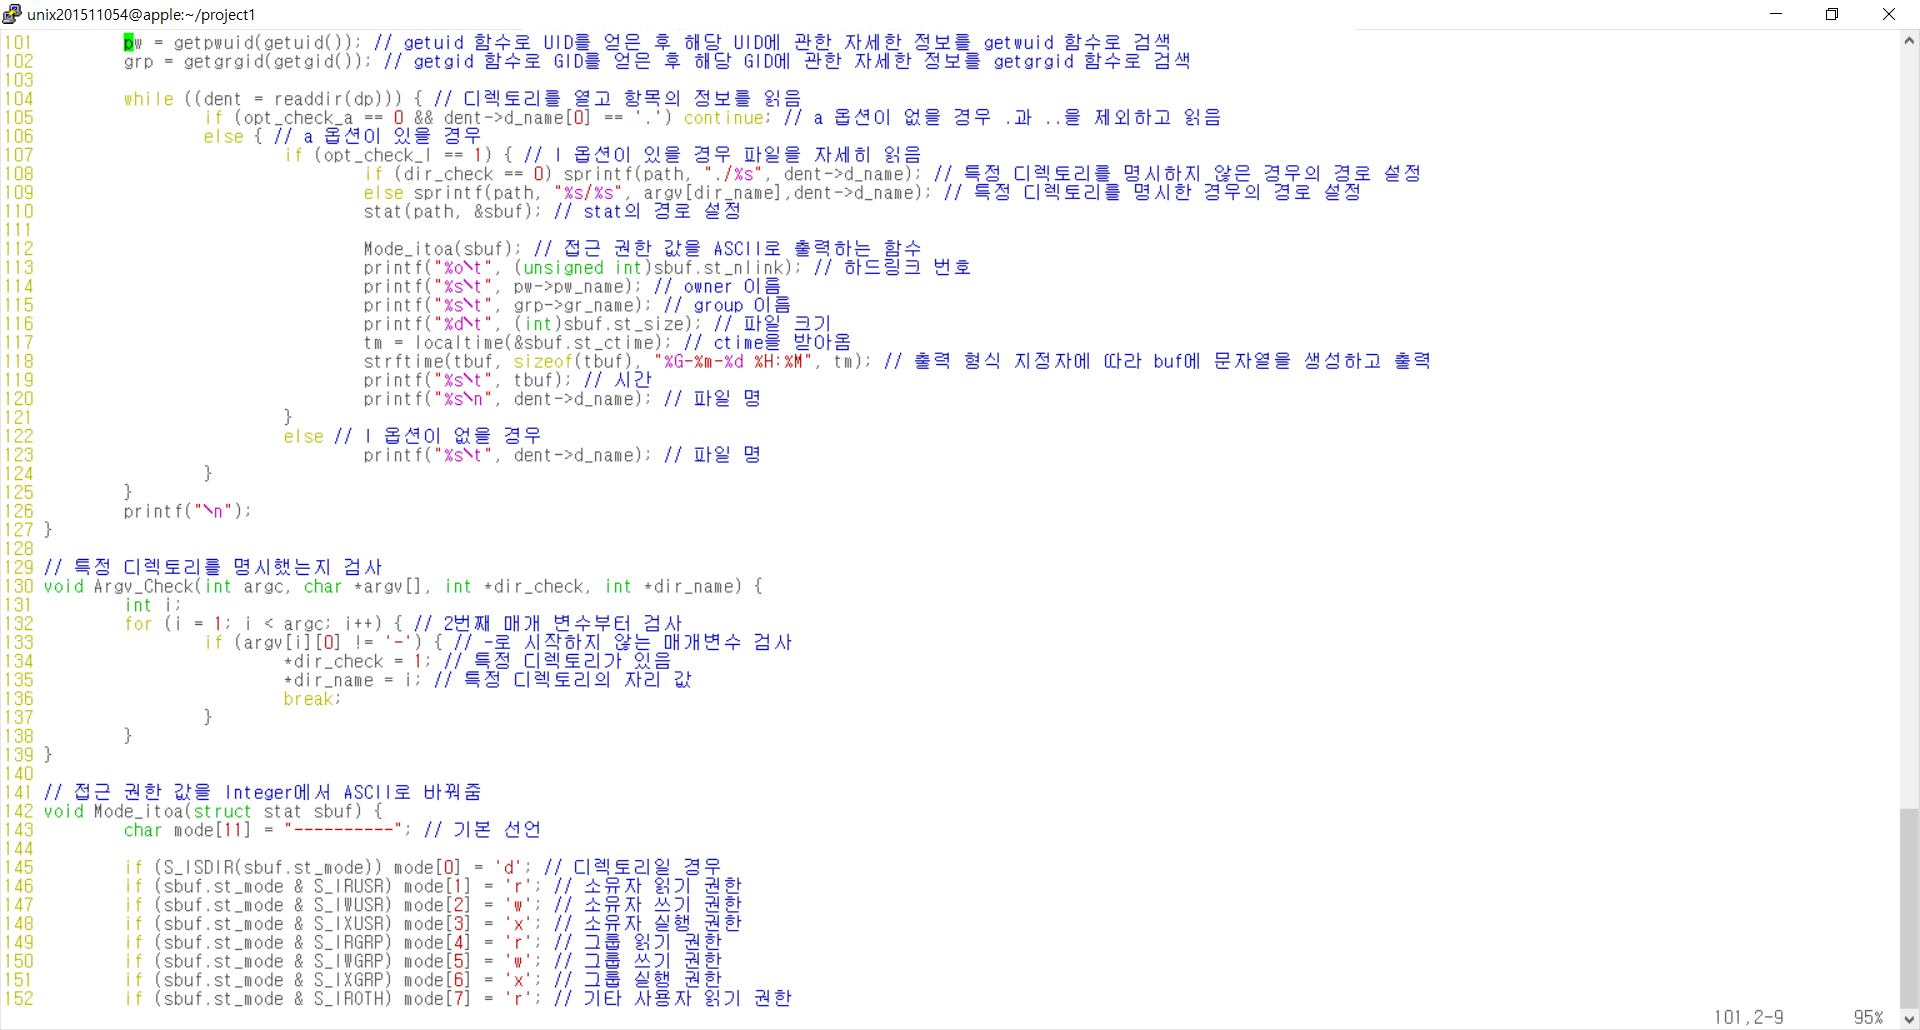 unix201511054@apple:~/project1
101 pw = getpwuid(getuid()); // getuid 함수로 UID를 얻은 후 해당 UID에 관한 자세한 정보를 getwuid 함수로 검색
102 grp = getgrgid(getgid()); // getgid 함수로 GID를 얻은 후 해당 GID에 관한 자세한 정보를 getgrgid 함수로 검색
103
104 while ((dent = readdir(dp))) { // 디렉토리를 열고 항목의 정보를 읽음
105 if (opt_check_a == 0 && dent->d_name[0] == '.') continue; // a 옵션이 없을 경우 .과 ..을 제외하고 읽음
106 else { // a 옵션이 있을 경우
107 if (opt_check_l == 1) { // l 옵션이 있을 경우 파일을 자세히 읽음
108 if (dir_check == 0) sprintf(path, "./%s", dent->d_name); // 특정 디렉토리를 명시하지 않은 경우의 경로 설정
109 else sprintf(path, "%s/%s", argv[dir_name],dent->d_name); // 특정 디렉토리를 명시한 경우의 경로 설정
110 stat(path, &sbuf); // stat의 경로 설정
111
112 Mode_itoa(sbuf); // 접근 권한 값을 ASCII로 출력하는 함수
113 printf("%o\t", (unsigned int)sbuf.st_nlink); // 하드링크 번호
114 printf("%s\t", pw->pw_name); // owner 이름
115 printf("%s\t", grp->gr_name); // group 이름
116 printf("%d\t", (int)sbuf.st_size); // 파일 크기
117 tm = localtime(&sbuf.st_ctime); // ctime을 받아옴
118 strftime(tbuf, sizeof(tbuf), "%G-%m-%d %H:%M", tm); // 출력 형식 지정자에 따라 buf에 문자열을 생성하고 출력
119 printf("%s\t", tbuf); // 시간
120 printf("%s\n", dent->d_name); // 파일 명
121 }
122 else // l 옵션이 없을 경우
123 printf("%s\t", dent->d_name); // 파일 명
124 }
125 }
126 printf("\n");
127 }
128
129 // 특정 디렉토리를 명시했는지 검사
130 void Argv_Check(int argc, char *argv[], int *dir_check, int *dir_name) {
131 int i;
132 for (i = 1; i < argc; i++) { // 2번째 매개 변수부터 검사
133 if (argv[i][0] != '-') { // -로 시작하지 않는 매개변수 검사
134 *dir_check = 1; // 특정 디렉토리가 있음
135 *dir_name = i; // 특정 디렉토리의 자리 값
136 break;
137 }
138 }
139 }
140
141 // 접근 권한 값을 Integer에서 ASCII로 바꿔줌
142 void Mode_itoa(struct stat sbuf) {
143 char mode[11] = "----------"; // 기본 선언
144
145 if (S_ISDIR(sbuf.st_mode)) mode[0] = 'd'; // 디렉토리일 경우
146 if (sbuf.st_mode & S_IRUSR) mode[1] = 'r'; // 소유자 읽기 권한
147 if (sbuf.st_mode & S_IWUSR) mode[2] = 'w'; // 소유자 쓰기 권한
148 if (sbuf.st_mode & S_IXUSR) mode[3] = 'x'; // 소유자 실행 권한
149 if (sbuf.st_mode & S_IRGRP) mode[4] = 'r'; // 그룹 읽기 권한
150 if (sbuf.st_mode & S_IWGRP) mode[5] = 'w'; // 그룹 쓰기 권한
151 if (sbuf.st_mode & S_IXGRP) mode[6] = 'x'; // 그룹 실행 권한
152 if (sbuf.st_mode & S_IROTH) mode[7] = 'r'; // 기타 사용자 읽기 권한
101,2-9 95%